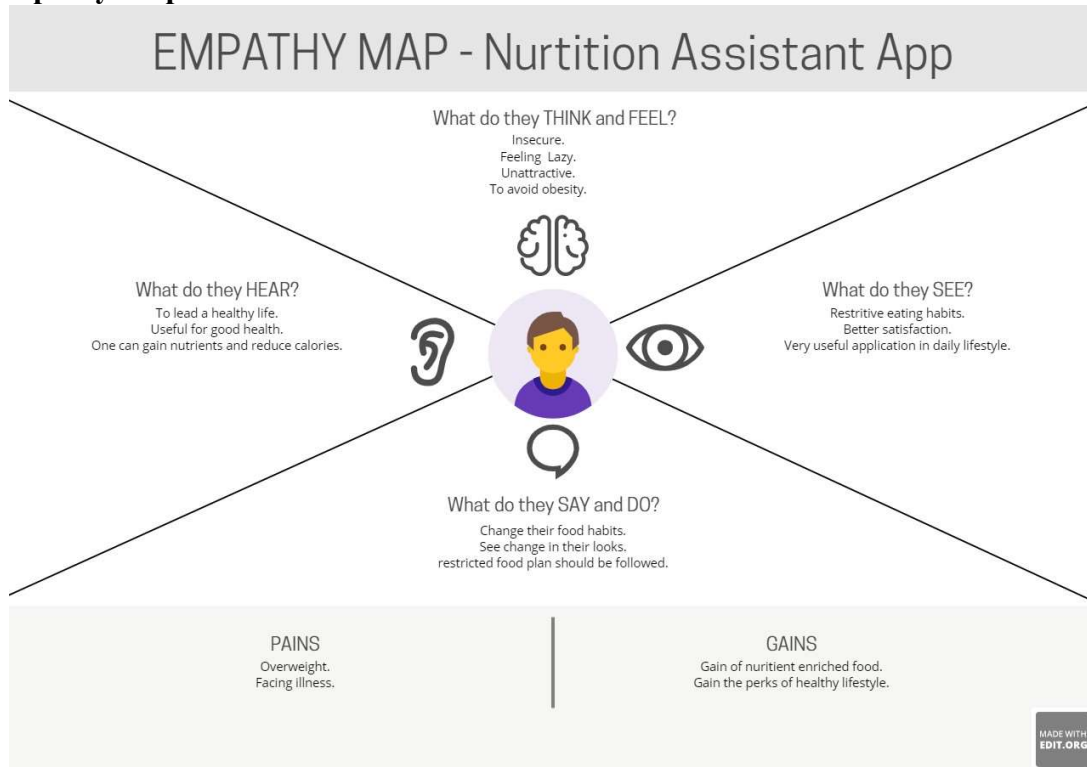 EMPATHY MAP - Nurtition Assistant App
What do they THINK and FEEL?
Insecure.
Feeling Lazy.
Unattractive.
To avoid obesity.
What do they HEAR?
To lead a healthy life.
Useful for good health.
One can gain nutrients and reduce calories.
What do they SEE?
Restritive eating habits.
Better satisfaction.
Very useful application in daily lifestyle.
What do they SAY and DO?
Change their food habits.
See change in their looks.
restricted food plan should be followed.
PAINS
Overweight.
Facing illness.
GAINS
Gain of nuritient enriched food.
Gain the perks of healthy lifestyle.
MADE WITH
EDIT.ORG